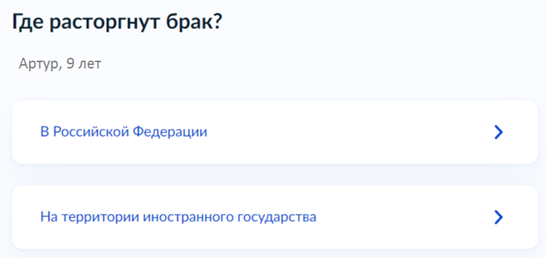 Где расторгнут брак?
Артур, 9 лет
В Российской Федерации
На территории иностранного государства